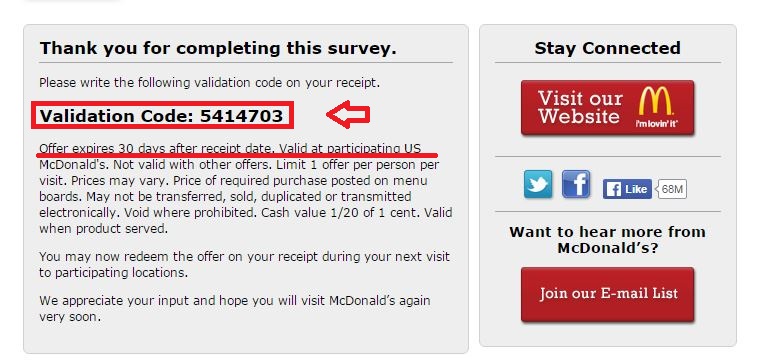 Thank you for completing this survey.
Please write the following validation code on your receipt.
Validation Code: 5414703
Offer expires 30 days after receipt date. Valid at participating US
McDonald's. Not valid with other offers. Limit 1 offer per person per
visit. Prices may vary. Price of required purchase posted on menu
boards. May not be transferred, sold, duplicated or transmitted
electronically. Void where prohibited. Cash value 1/20 of 1 cent. Valid
when product served.
You may now redeem the offer on your receipt during your next visit
to participating locations.
We appreciate your input and hope you will visit McDonald's again
very soon.
Stay Connected
Visit our
Website
i'm lovin' it
Like
68M
Want to hear more from
McDonald's?
Join our E-mail List